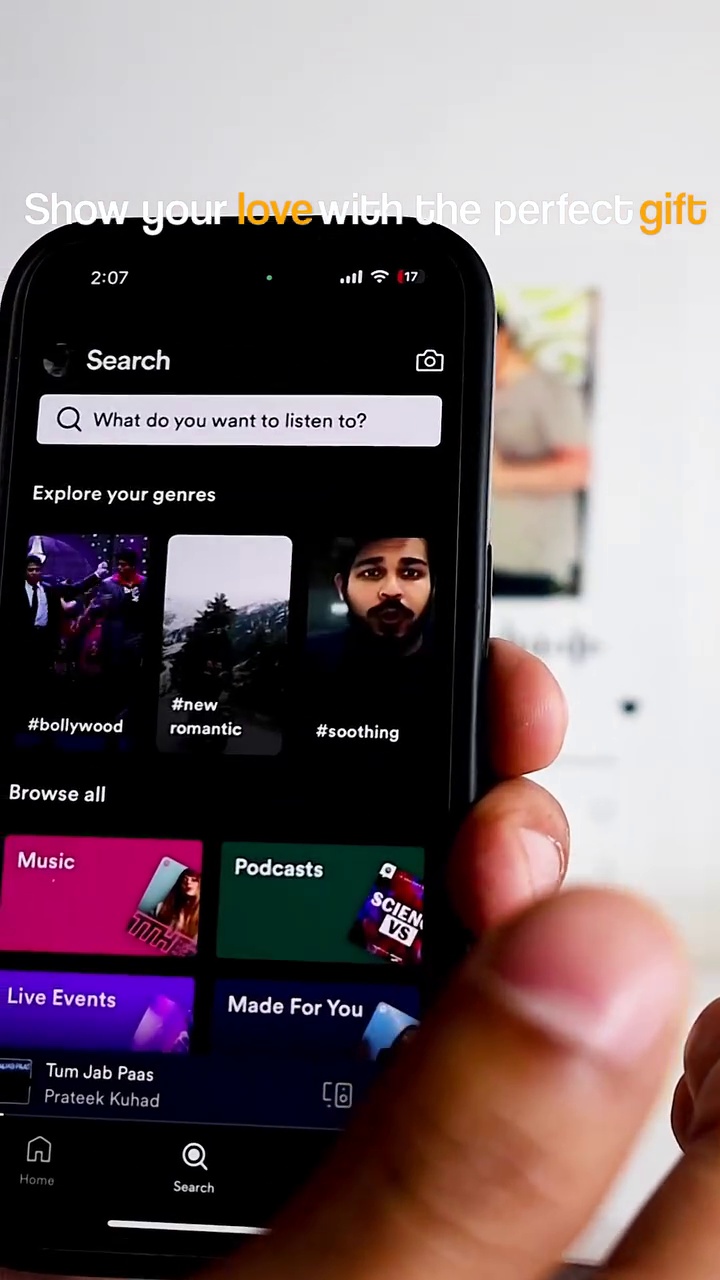 Show your love with the perfect gift
2:07
17
Search
What do you want to listen to?
Explore your genres
#bollywood
#new
romantic
#soothing
Browse all
Music
Podcasts
SCIEN
VS
Live Events
Made For You
Tum Jab Paas
Prateek Kuhad
Home
Search